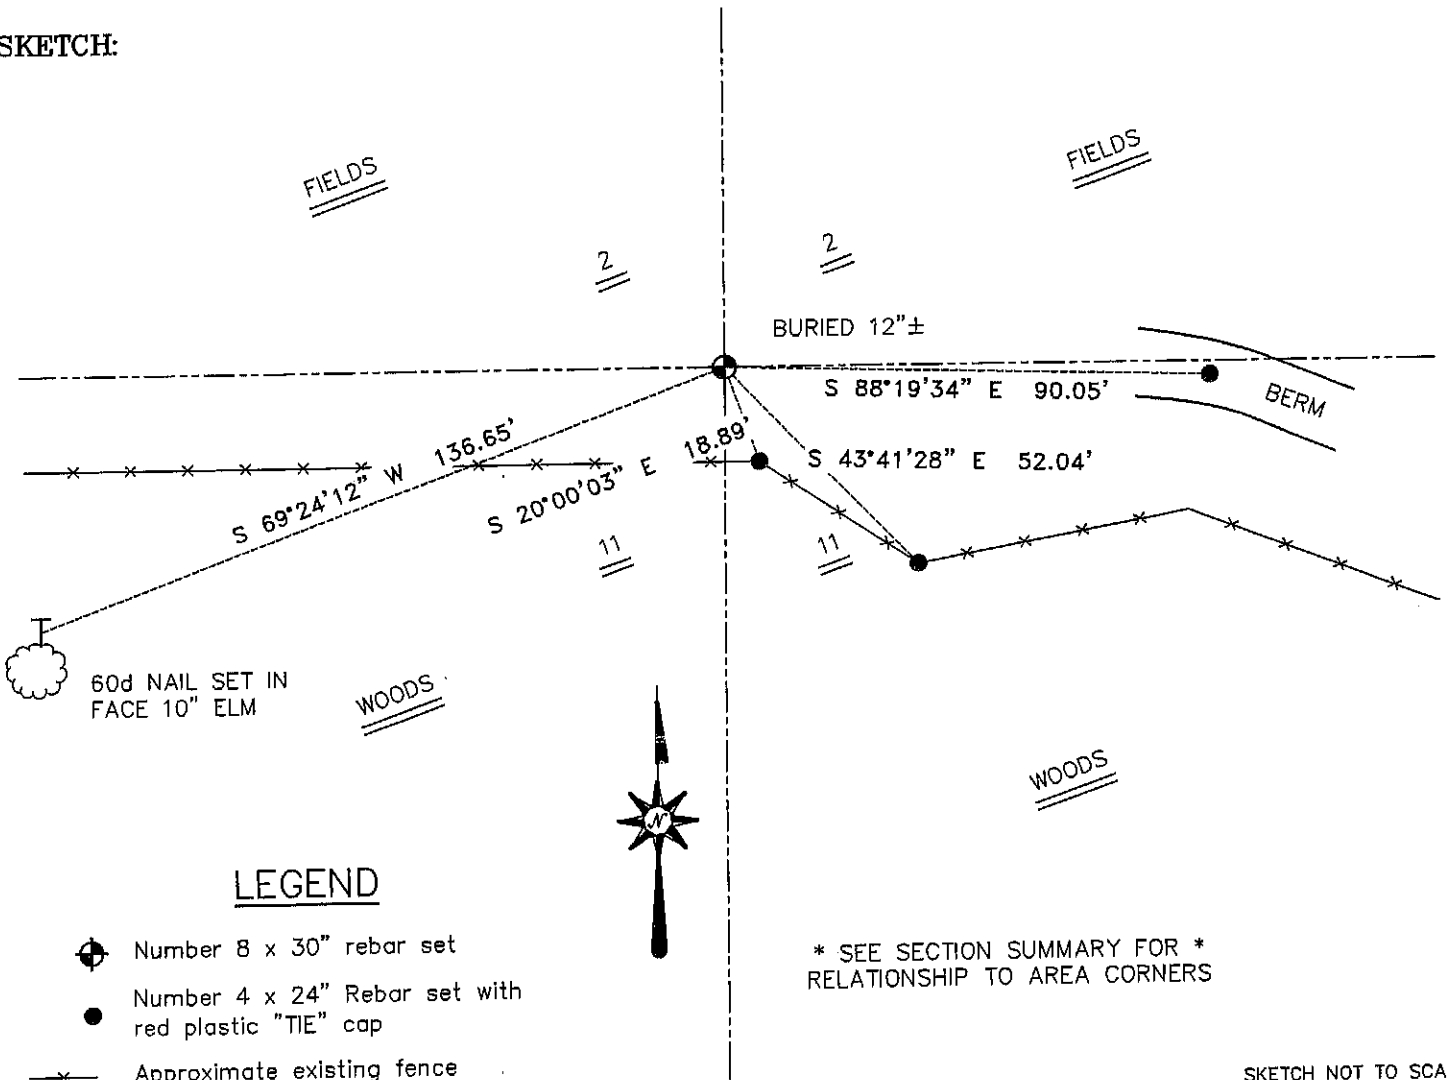 SKETCH:
FIELDS
FIELDS
2
2
BURIED 12"±
S 88°19'34" E 90.05'
BERM
S 69°24'12" W 136.65'
S 20°00'03" E 18.89'
S 43°41'28" E 52.04'
11
11
60d NAIL SET IN
FACE 10" ELM
WOODS
WOODS
N
LEGEND
Number 8 x 30" rebar set
Number 4 x 24" Rebar set with
red plastic "TIE" cap
Approximate existing fence
* SEE SECTION SUMMARY FOR *
RELATIONSHIP TO AREA CORNERS
SKETCH NOT TO SCA